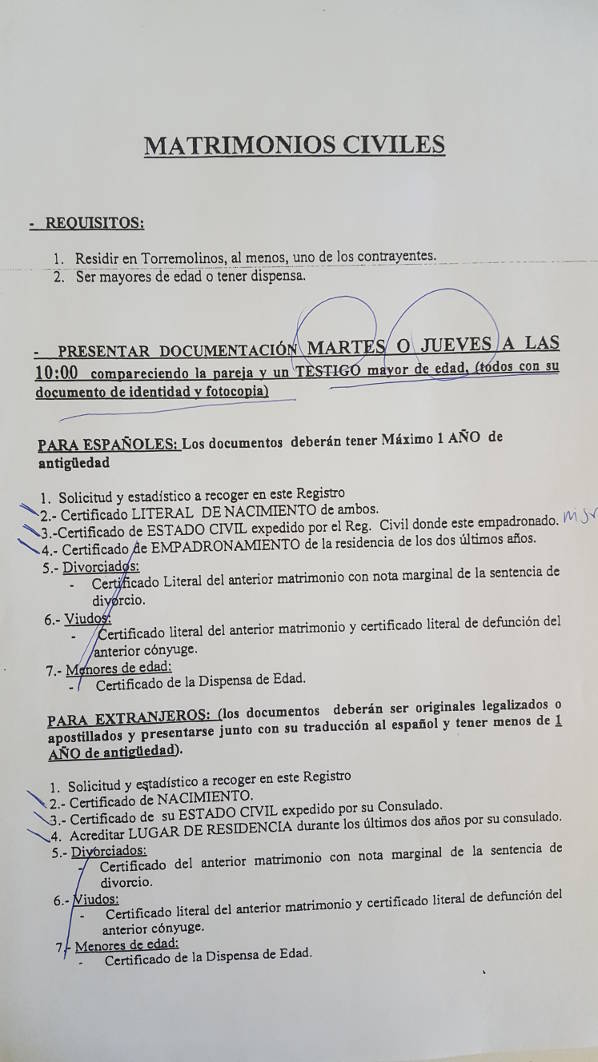 MATRIMONIOS CIVILES
- REQUISITOS:
1. Residir en Torremolinos, al menos, uno de los contrayentes.
2. Ser mayores de edad o tener dispensa.
- PRESENTAR DOCUMENTACIÓN MARTES O JUEVES A LAS
10:00 compareciendo la pareja y un TESTIGO mayor de edad, (todos con su
documento de identidad y fotocopia)
PARA ESPAÑOLES: Los documentos deberán tener Máximo 1 AÑO de
antigüedad
1. Solicitud y estadístico a recoger en este Registro
2.- Certificado LITERAL DE NACIMIENTO de ambos.
3.-Certificado de ESTADO CIVIL expedido por el Reg. Civil donde este empadronado.
4.- Certificado de EMPADRONAMIENTO de la residencia de los dos últimos años.
5.- Divorciados:
- Certificado Literal del anterior matrimonio con nota marginal de la sentencia de
divorcio.
6.- Viudos:
- Certificado literal del anterior matrimonio y certificado literal de defunción del
anterior cónyuge.
7.- Menores de edad:
- Certificado de la Dispensa de Edad.
PARA EXTRANJEROS: (los documentos deberán ser originales legalizados o
apostillados y presentarse junto con su traducción al español y tener menos de 1
AÑO de antigüedad).
1. Solicitud y estadístico a recoger en este Registro
2.- Certificado de NACIMIENTO.
3.- Certificado de su ESTADO CIVIL expedido por su Consulado.
4. Acreditar LUGAR DE RESIDENCIA durante los últimos dos años por su consulado.
5.- Divorciados:
- Certificado del anterior matrimonio con nota marginal de la sentencia de
divorcio.
6.- Viudos:
- Certificado literal del anterior matrimonio y certificado literal de defunción del
anterior cónyuge.
7.- Menores de edad:
- Certificado de la Dispensa de Edad.